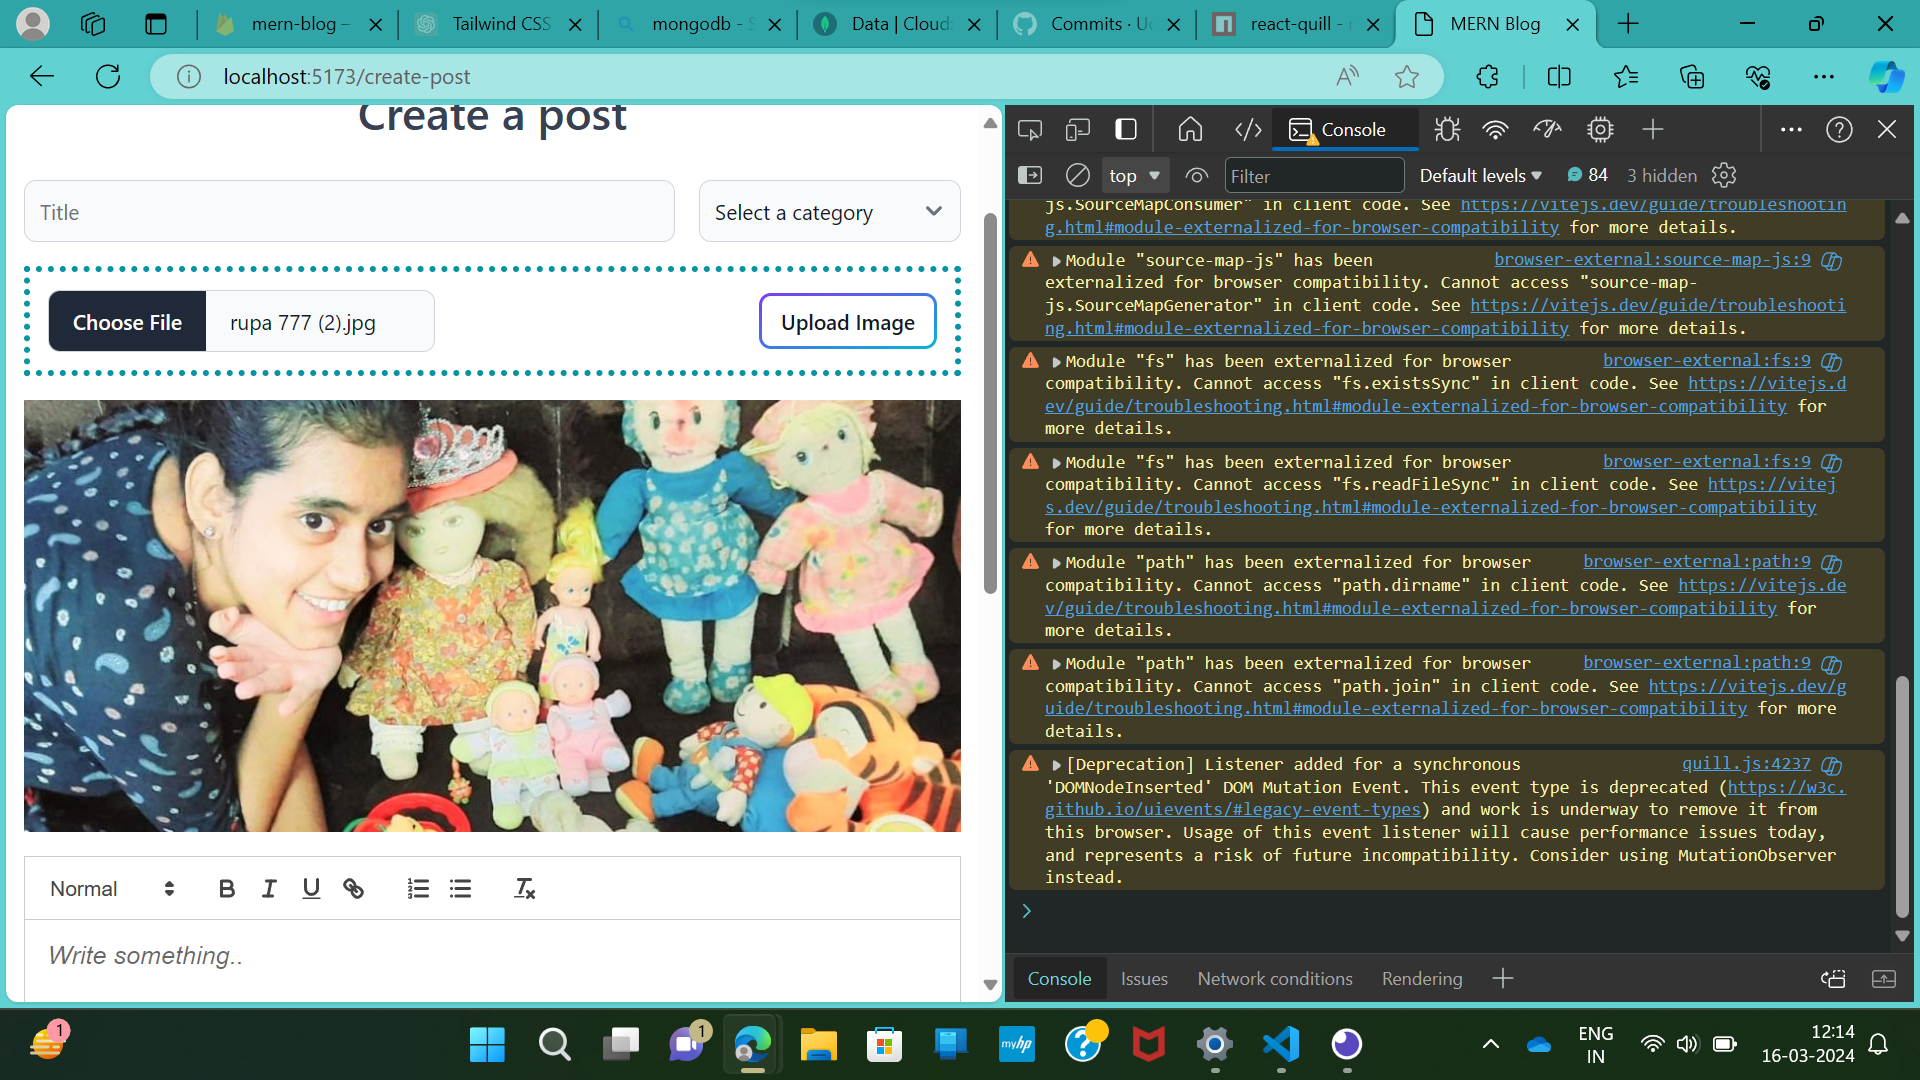 mern-blog –
Tailwind CSS
mongodb - S
Data | Cloud
Commits · Uc
react-quill - n
MERN Blog
localhost:5173/create-post
Create a post
Title
Select a category
Choose File
rupa 777 (2).jpg
Upload Image
Normal
Write something..
Console
top
Filter
Default levels
84
3 hidden
js.SourceMapConsumer" in client code. See https://vitejs.dev/guide/troubleshootin
g.html#module-externalized-for-browser-compatibility for more details.
Module "source-map-js" has been browser-external:source-map-js:9
externalized for browser compatibility. Cannot access "source-map-
js.SourceMapGenerator" in client code. See https://vitejs.dev/guide/troubleshooti
ng.html#module-externalized-for-browser-compatibility for more details.
Module "fs" has been externalized for browser browser-external:fs:9
compatibility. Cannot access "fs.existsSync" in client code. See https://vitejs.d
ev/guide/troubleshooting.html#module-externalized-for-browser-compatibility for
more details.
Module "fs" has been externalized for browser browser-external:fs:9
compatibility. Cannot access "fs.readFileSync" in client code. See https://vitej
s.dev/guide/troubleshooting.html#module-externalized-for-browser-compatibility
for more details.
Module "path" has been externalized for browser browser-external:path:9
compatibility. Cannot access "path.dirname" in client code. See https://vitejs.de
v/guide/troubleshooting.html#module-externalized-for-browser-compatibility for
more details.
Module "path" has been externalized for browser browser-external:path:9
compatibility. Cannot access "path.join" in client code. See https://vitejs.dev/g
uide/troubleshooting.html#module-externalized-for-browser-compatibility for more
details.
[Deprecation] Listener added for a synchronous quill.js:4237
'DOMNodeInserted' DOM Mutation Event. This event type is deprecated (https://w3c.
github.io/uievents/#legacy-event-types) and work is underway to remove it from
this browser. Usage of this event listener will cause performance issues today,
and represents a risk of future incompatibility. Consider using MutationObserver
instead.
Console
Issues
Network conditions
Rendering
1
1
myhp
ENG
IN
12:14
16-03-2024